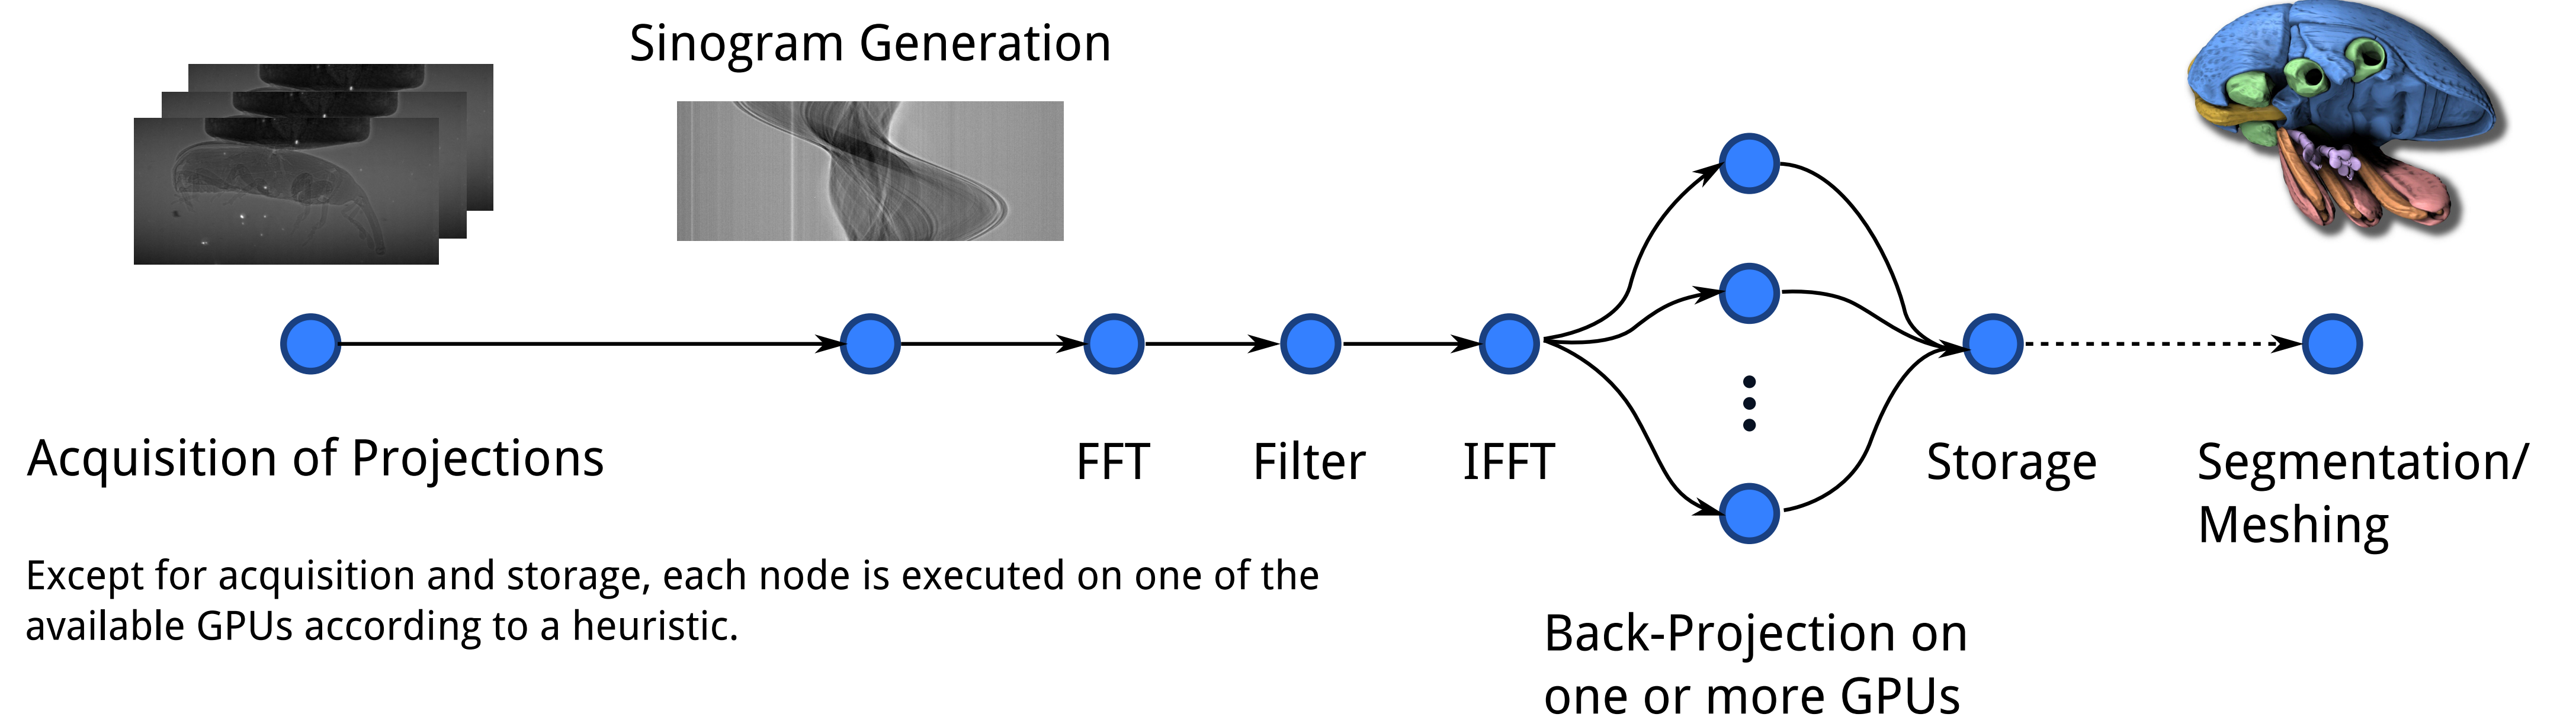 Sinogram Generation
Acquisition of Projections
FFT
Filter
IFFT
Storage
Segmentation/
Meshing
Except for acquisition and storage, each node is executed on one of the
available GPUs according to a heuristic.
Back-Projection on
one or more GPUs